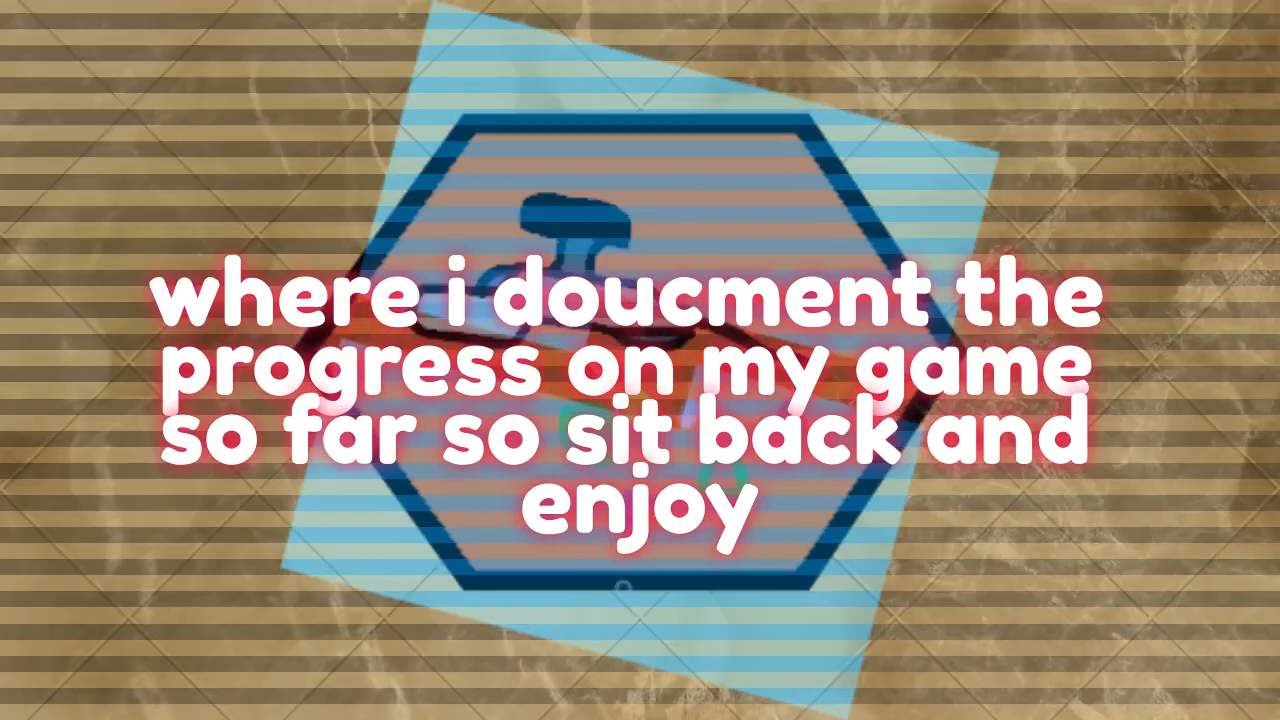 where i doucment the
progress on my game
so far so sit back and
enjoy